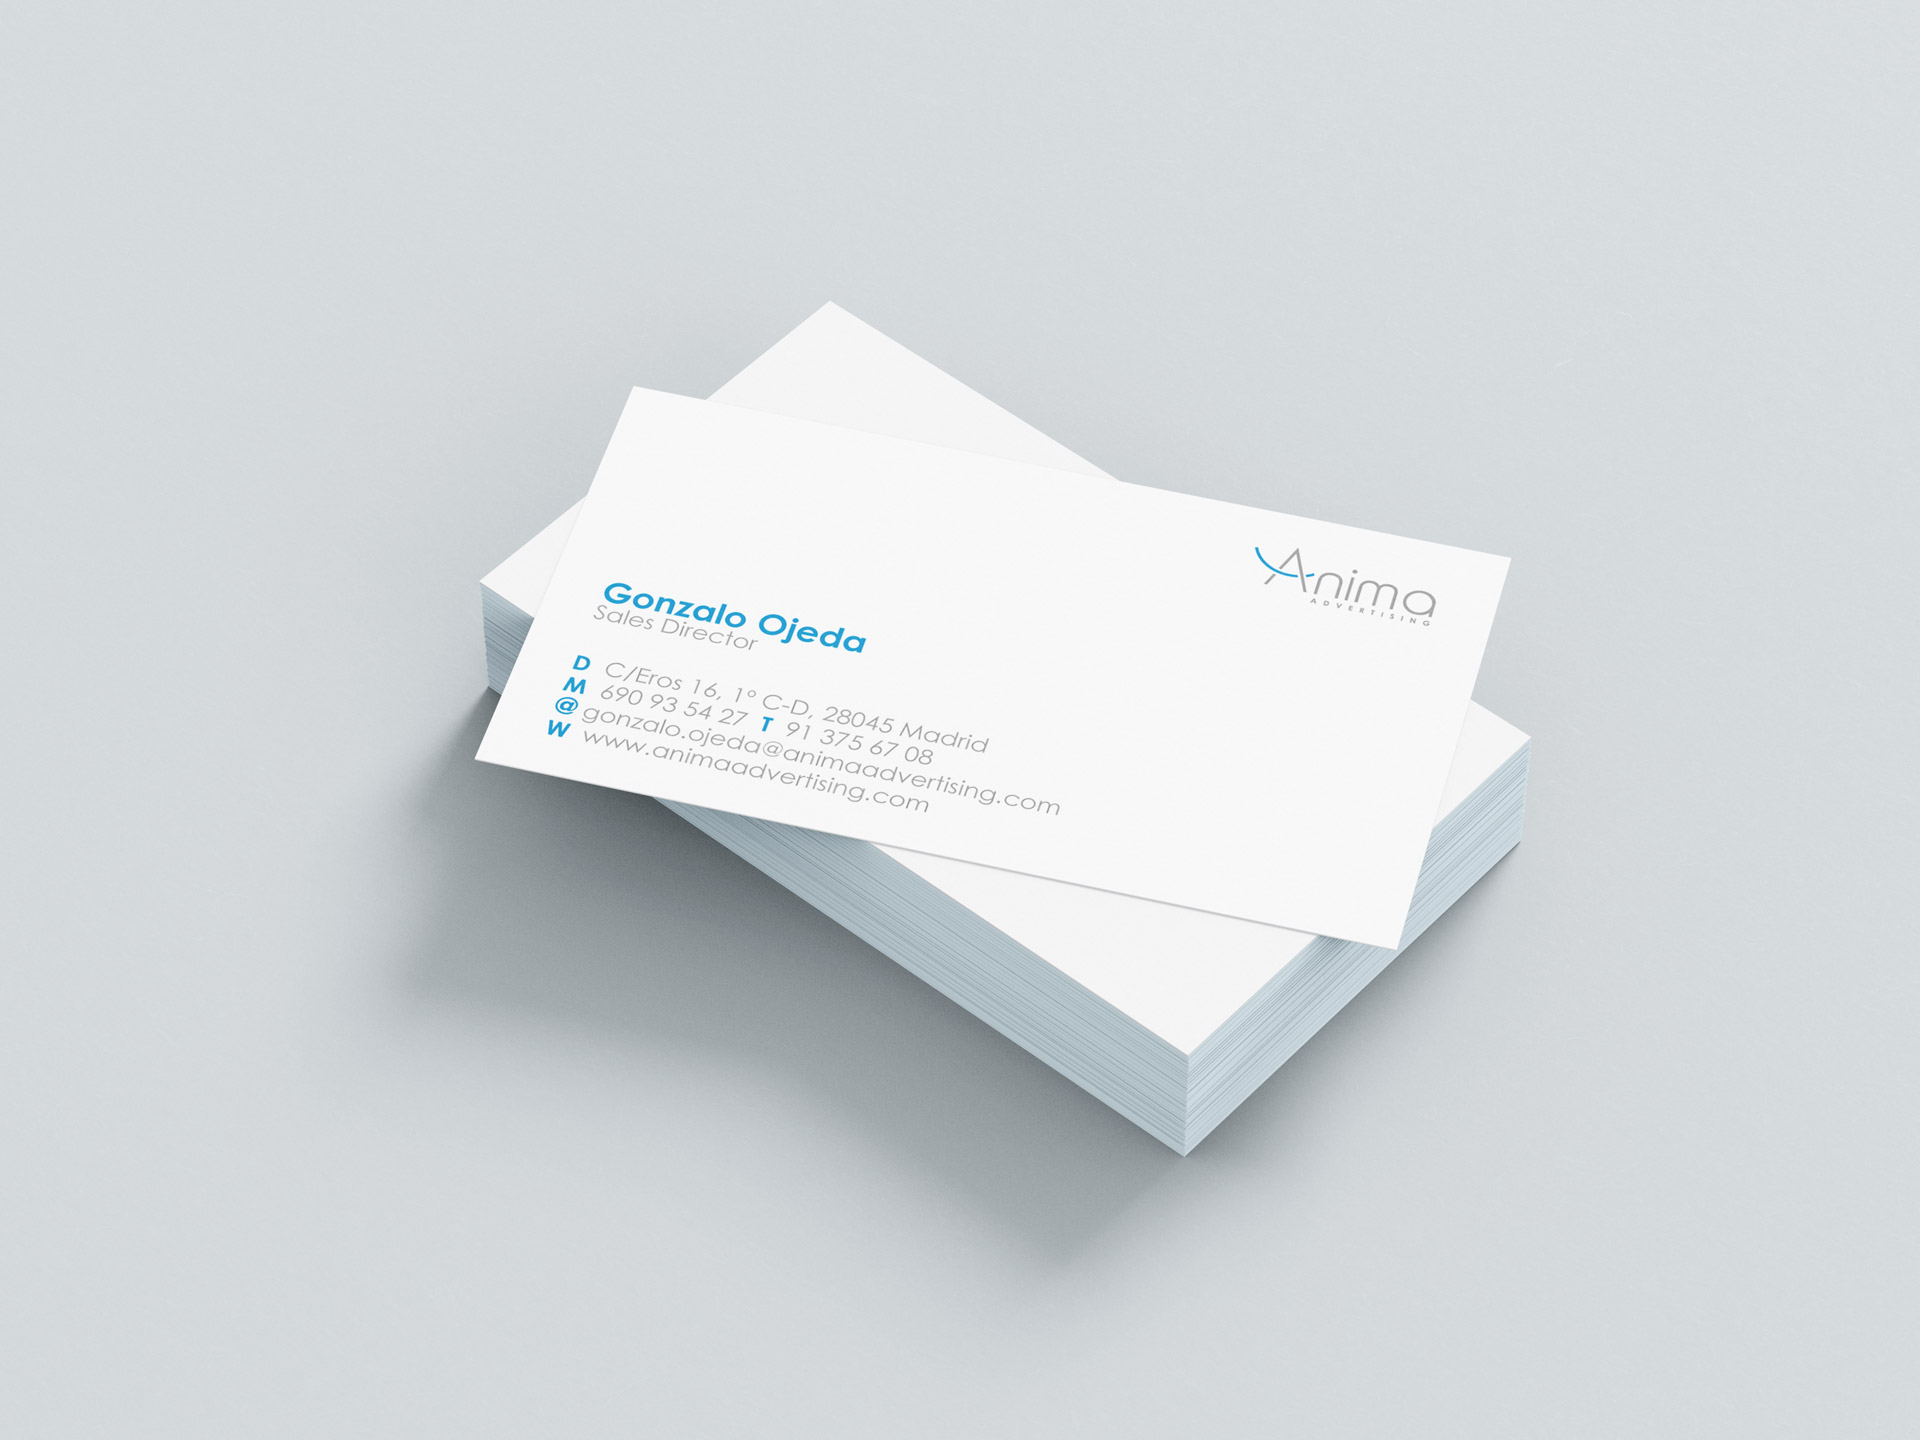 Anima
ADVERTISING
Gonzalo Ojeda
Sales Director
D C/Eros 16, 1º C-D, 28045 Madrid
M 690 93 54 27 T 91 375 67 08
@ gonzalo.ojeda@animaadvertising.com
W www.animaadvertising.com